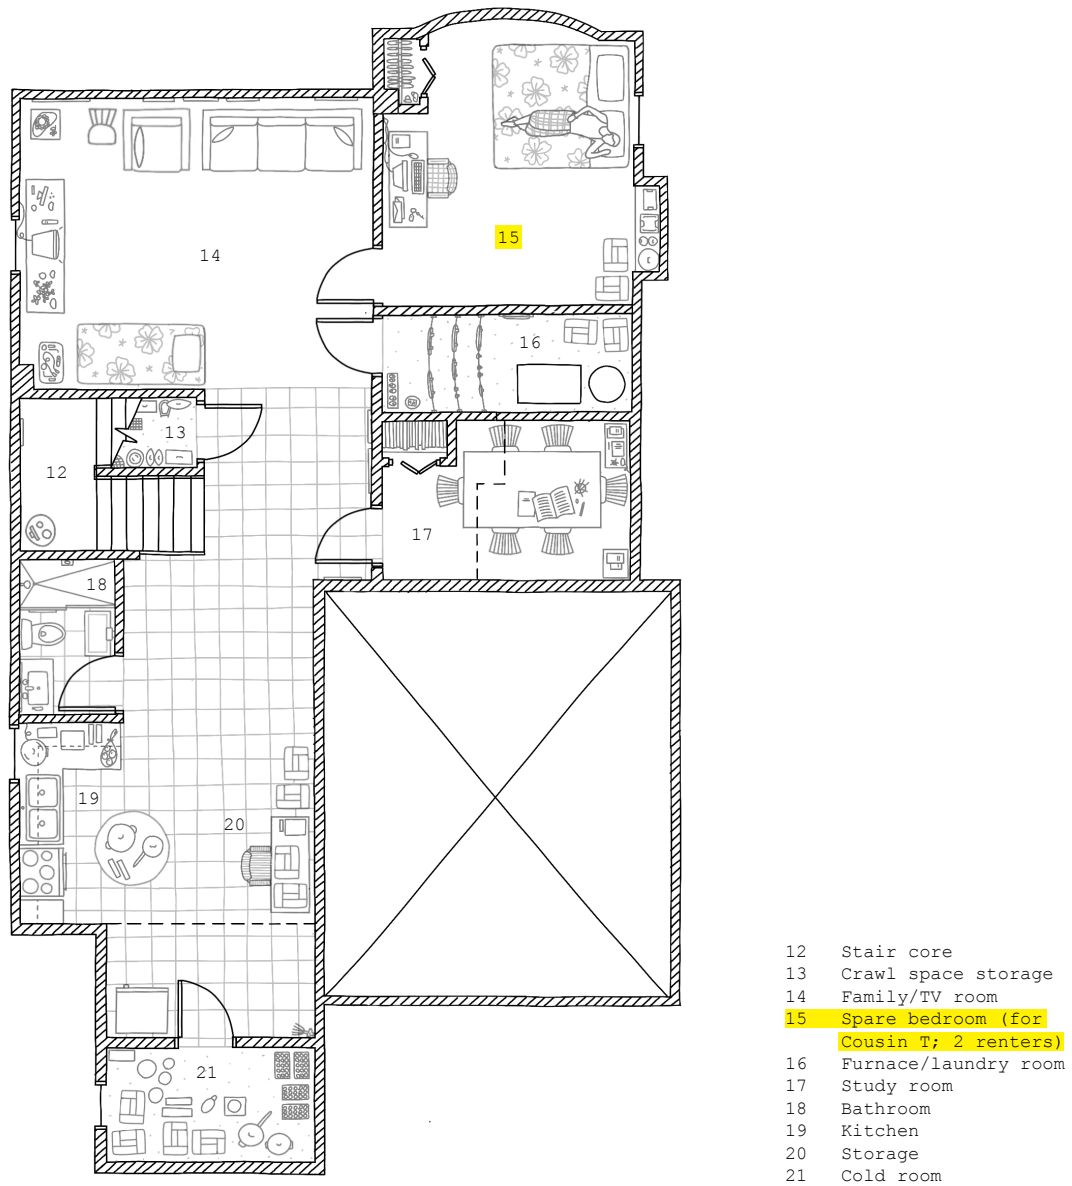 15
14
16
13
12
17
18
19
20
21
12 Stair core
13 Crawl space storage
14 Family/TV room
15 Spare bedroom (for
Cousin T; 2 renters)
16 Furnace/laundry room
17 Study room
18 Bathroom
19 Kitchen
20 Storage
21 Cold room